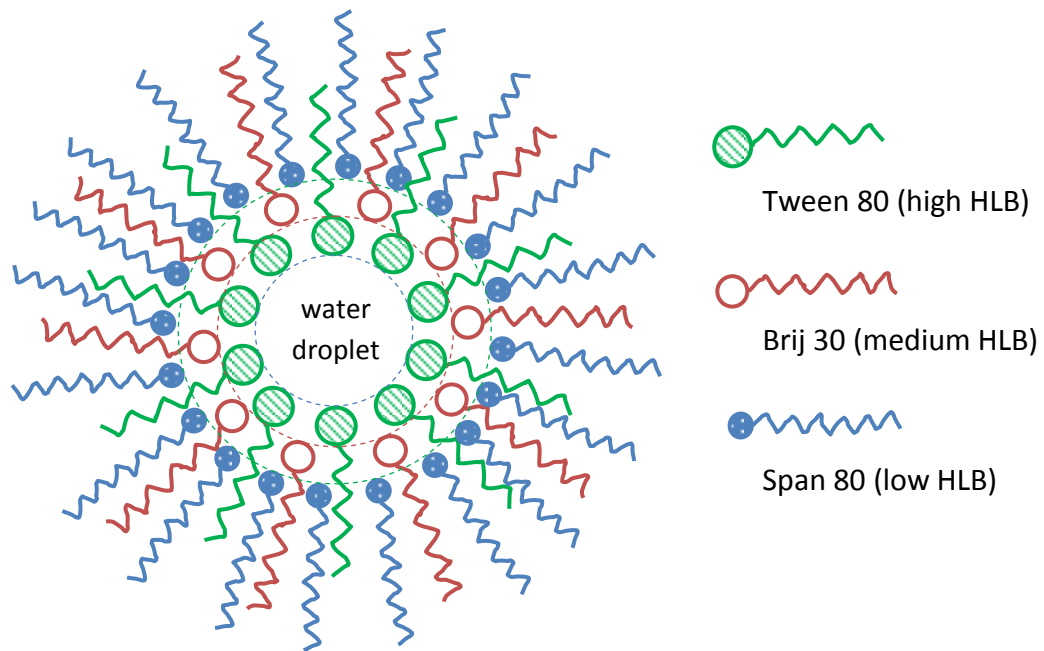 water
droplet
Tween 80 (high HLB)
Brij 30 (medium HLB)
Span 80 (low HLB)